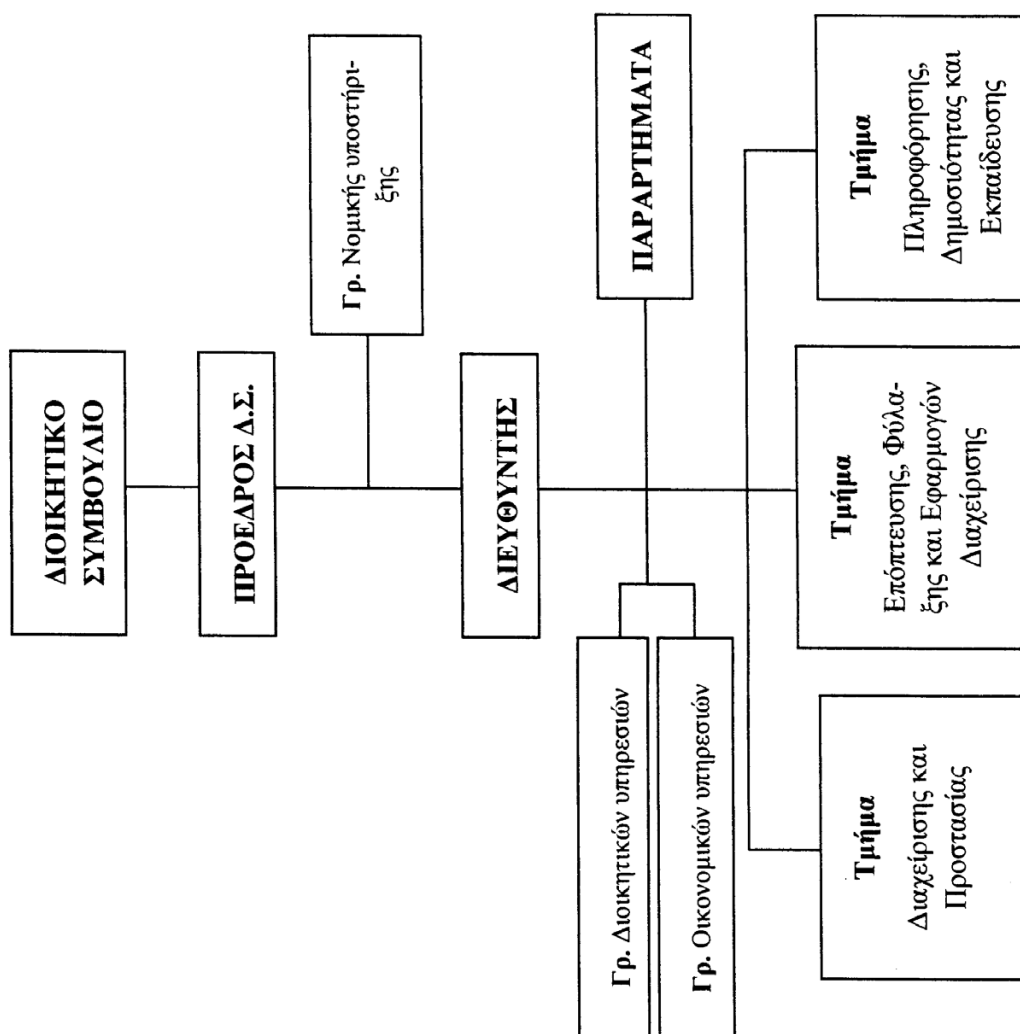 ΔΙΟΙΚΗΤΙΚΟ
ΣΥΜΒΟΥΛΙΟ
ΠΡΟΕΔΡΟΣ Δ.Σ.
Γρ. Νομικής υποστήρι-
ξης
ΔΙΕΥΘΥΝΤΗΣ
Γρ. Διοικητικών υπηρεσιών
Γρ. Οικονομικών υπηρεσιών
ΠΑΡΑΡΤΗΜΑΤΑ
Τμήμα
Διαχείρισης και
Προστασίας
Τμήμα
Επόπτευσης, Φύλα-
ξης και Εφαρμογών
Διαχείρισης
Τμήμα
Πληροφόρησης,
Δημοσιότητας και
Εκπαίδευσης